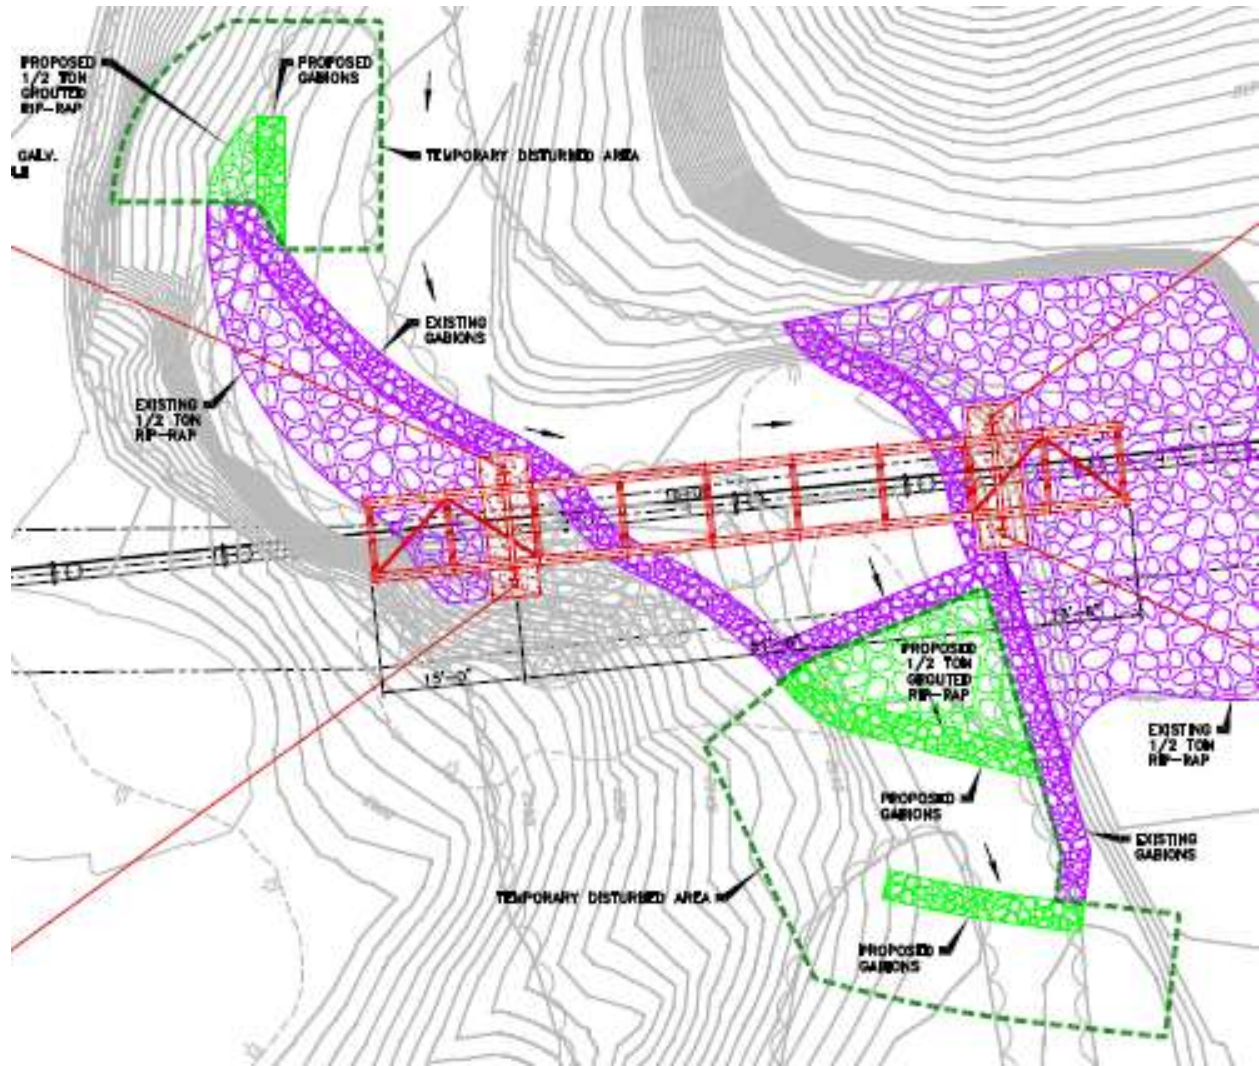 PROPOSED
1/2 TON
GROUTED
RIP-RAP
PROPOSED
GABIONS
GALV.
TEMPORARY DISTURBED AREA
EXISTING
GABIONS
EXISTING
1/2 TON
RIP-RAP
15'-0"
PROPOSED
1/2 TON
GROUTED
RIP-RAP
EXISTING
1/2 TON
RIP-RAP
PROPOSED
GABIONS
EXISTING
GABIONS
TEMPORARY DISTURBED AREA
PROPOSED
GABIONS